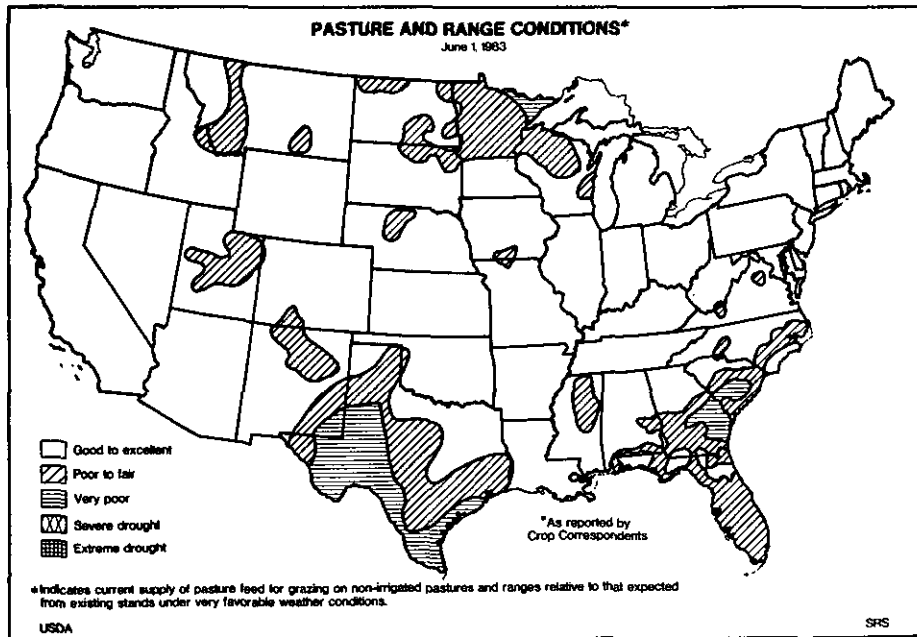 PASTURE AND RANGE CONDITIONS*
June 1, 1983
Good to excellent
Poor to fair
Very poor
Severe drought
Extreme drought
*As reported by
Crop Correspondents
*Indicates current supply of pasture feed for grazing on non-irrigated pastures and ranges relative to that expected
from existing stands under very favorable weather conditions.
USDA
SRS